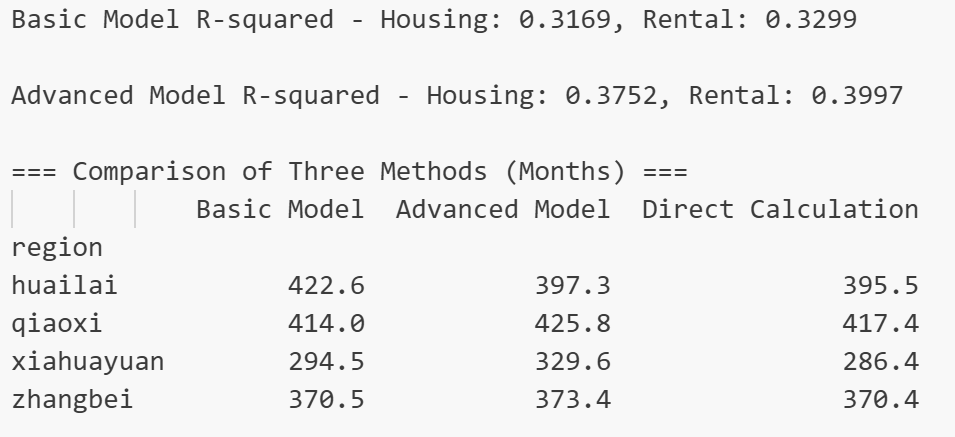 Basic Model R-squared - Housing: 0.3169, Rental: 0.3299
Advanced Model R-squared - Housing: 0.3752, Rental: 0.3997
=== Comparison of Three Methods (Months) ===
Basic Model Advanced Model Direct Calculation
region
huailai 422.6 397.3 395.5
qiaoxi 414.0 425.8 417.4
xiahuayuan 294.5 329.6 286.4
zhangbei 370.5 373.4 370.4